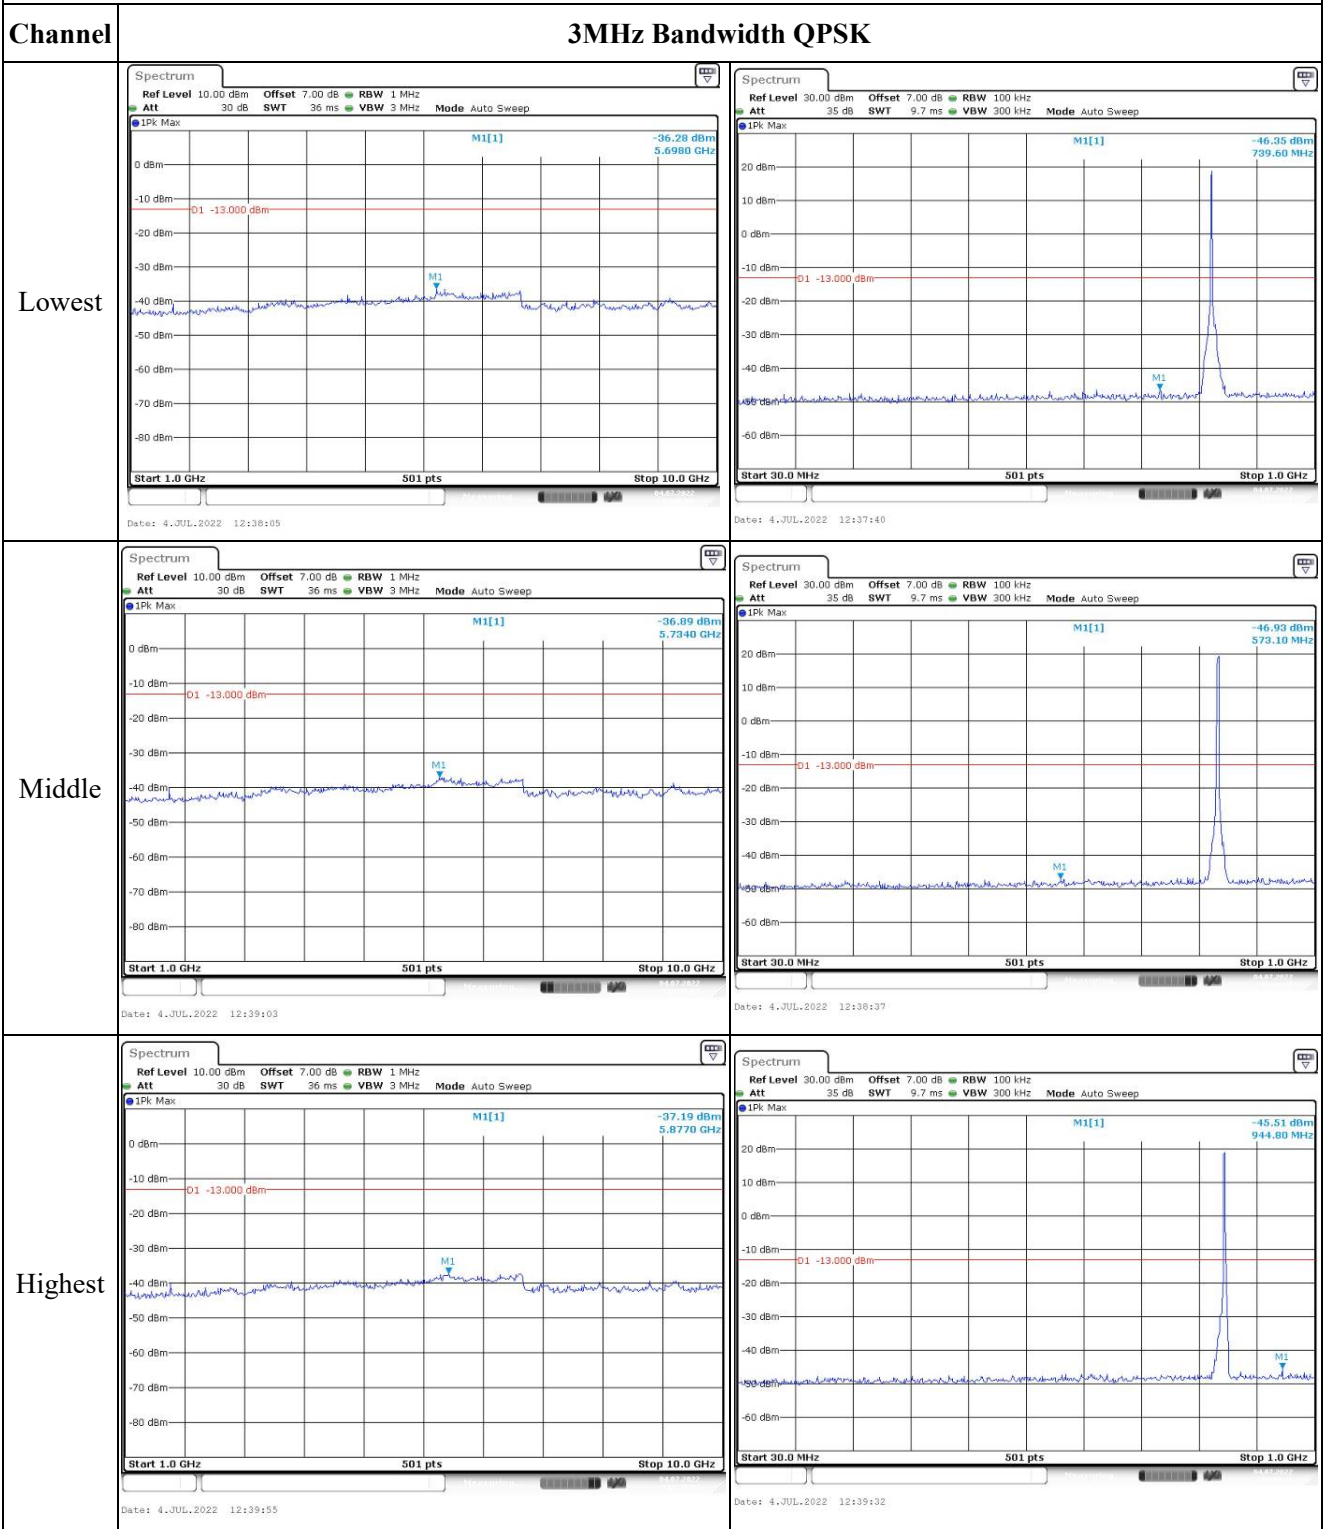 Channel
3MHz Bandwidth QPSK
Lowest
Spectrum
Ref Level 10.00 dBm Offset 7.00 dB RBW 1 MHz
Att 30 dB SWT 36 ms VBW 3 MHz Mode Auto Sweep
1Pk Max
M1[1] -36.28 dBm
5.6980 GHz
0 dBm
-10 dBm
D1 -13.000 dBm
-20 dBm
-30 dBm
M1
-40 dBm
-50 dBm
-60 dBm
-70 dBm
-80 dBm
Start 1.0 GHz 501 pts Stop 10.0 GHz
Date: 4.JUL.2022 12:38:05
Spectrum
Ref Level 30.00 dBm Offset 7.00 dB RBW 100 kHz
Att 35 dB SWT 9.7 ms VBW 300 kHz Mode Auto Sweep
1Pk Max
M1[1] -46.35 dBm
739.60 MHz
20 dBm
10 dBm
0 dBm
-10 dBm
D1 -13.000 dBm
-20 dBm
-30 dBm
-40 dBm
M1
-50 dBm
-60 dBm
Start 30.0 MHz 501 pts Stop 1.0 GHz
Date: 4.JUL.2022 12:37:40
Middle
Spectrum
Ref Level 10.00 dBm Offset 7.00 dB RBW 1 MHz
Att 30 dB SWT 36 ms VBW 3 MHz Mode Auto Sweep
1Pk Max
M1[1] -36.89 dBm
5.7340 GHz
0 dBm
-10 dBm
D1 -13.000 dBm
-20 dBm
-30 dBm
M1
-40 dBm
-50 dBm
-60 dBm
-70 dBm
-80 dBm
Start 1.0 GHz 501 pts Stop 10.0 GHz
Date: 4.JUL.2022 12:39:03
Spectrum
Ref Level 30.00 dBm Offset 7.00 dB RBW 100 kHz
Att 35 dB SWT 9.7 ms VBW 300 kHz Mode Auto Sweep
1Pk Max
M1[1] -46.93 dBm
573.10 MHz
20 dBm
10 dBm
0 dBm
-10 dBm
D1 -13.000 dBm
-20 dBm
-30 dBm
-40 dBm
M1
-50 dBm
-60 dBm
Start 30.0 MHz 501 pts Stop 1.0 GHz
Date: 4.JUL.2022 12:38:37
Highest
Spectrum
Ref Level 10.00 dBm Offset 7.00 dB RBW 1 MHz
Att 30 dB SWT 36 ms VBW 3 MHz Mode Auto Sweep
1Pk Max
M1[1] -37.19 dBm
5.8770 GHz
0 dBm
-10 dBm
D1 -13.000 dBm
-20 dBm
-30 dBm
M1
-40 dBm
-50 dBm
-60 dBm
-70 dBm
-80 dBm
Start 1.0 GHz 501 pts Stop 10.0 GHz
Date: 4.JUL.2022 12:39:55
Spectrum
Ref Level 30.00 dBm Offset 7.00 dB RBW 100 kHz
Att 35 dB SWT 9.7 ms VBW 300 kHz Mode Auto Sweep
1Pk Max
M1[1] -45.51 dBm
944.80 MHz
20 dBm
10 dBm
0 dBm
-10 dBm
D1 -13.000 dBm
-20 dBm
-30 dBm
-40 dBm
M1
-50 dBm
-60 dBm
Start 30.0 MHz 501 pts Stop 1.0 GHz
Date: 4.JUL.2022 12:39:32